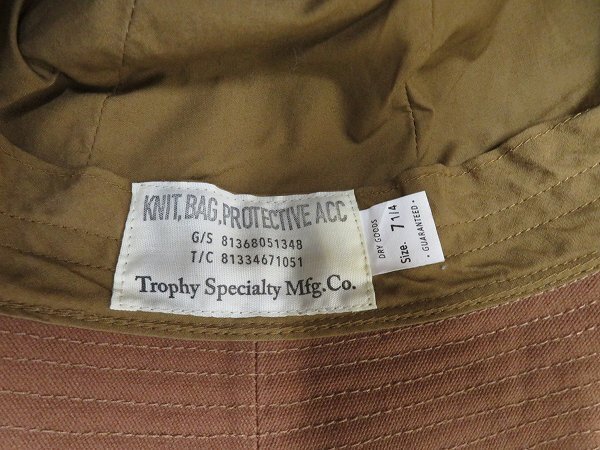 KNIT, BAG, PROTECTIVE ACC
G/S 81368051348
T/C 81334671051
Trophy Specialty Mfg.Co.
DRY GOODS
Size. 7 1/4
• GUARANTEED •